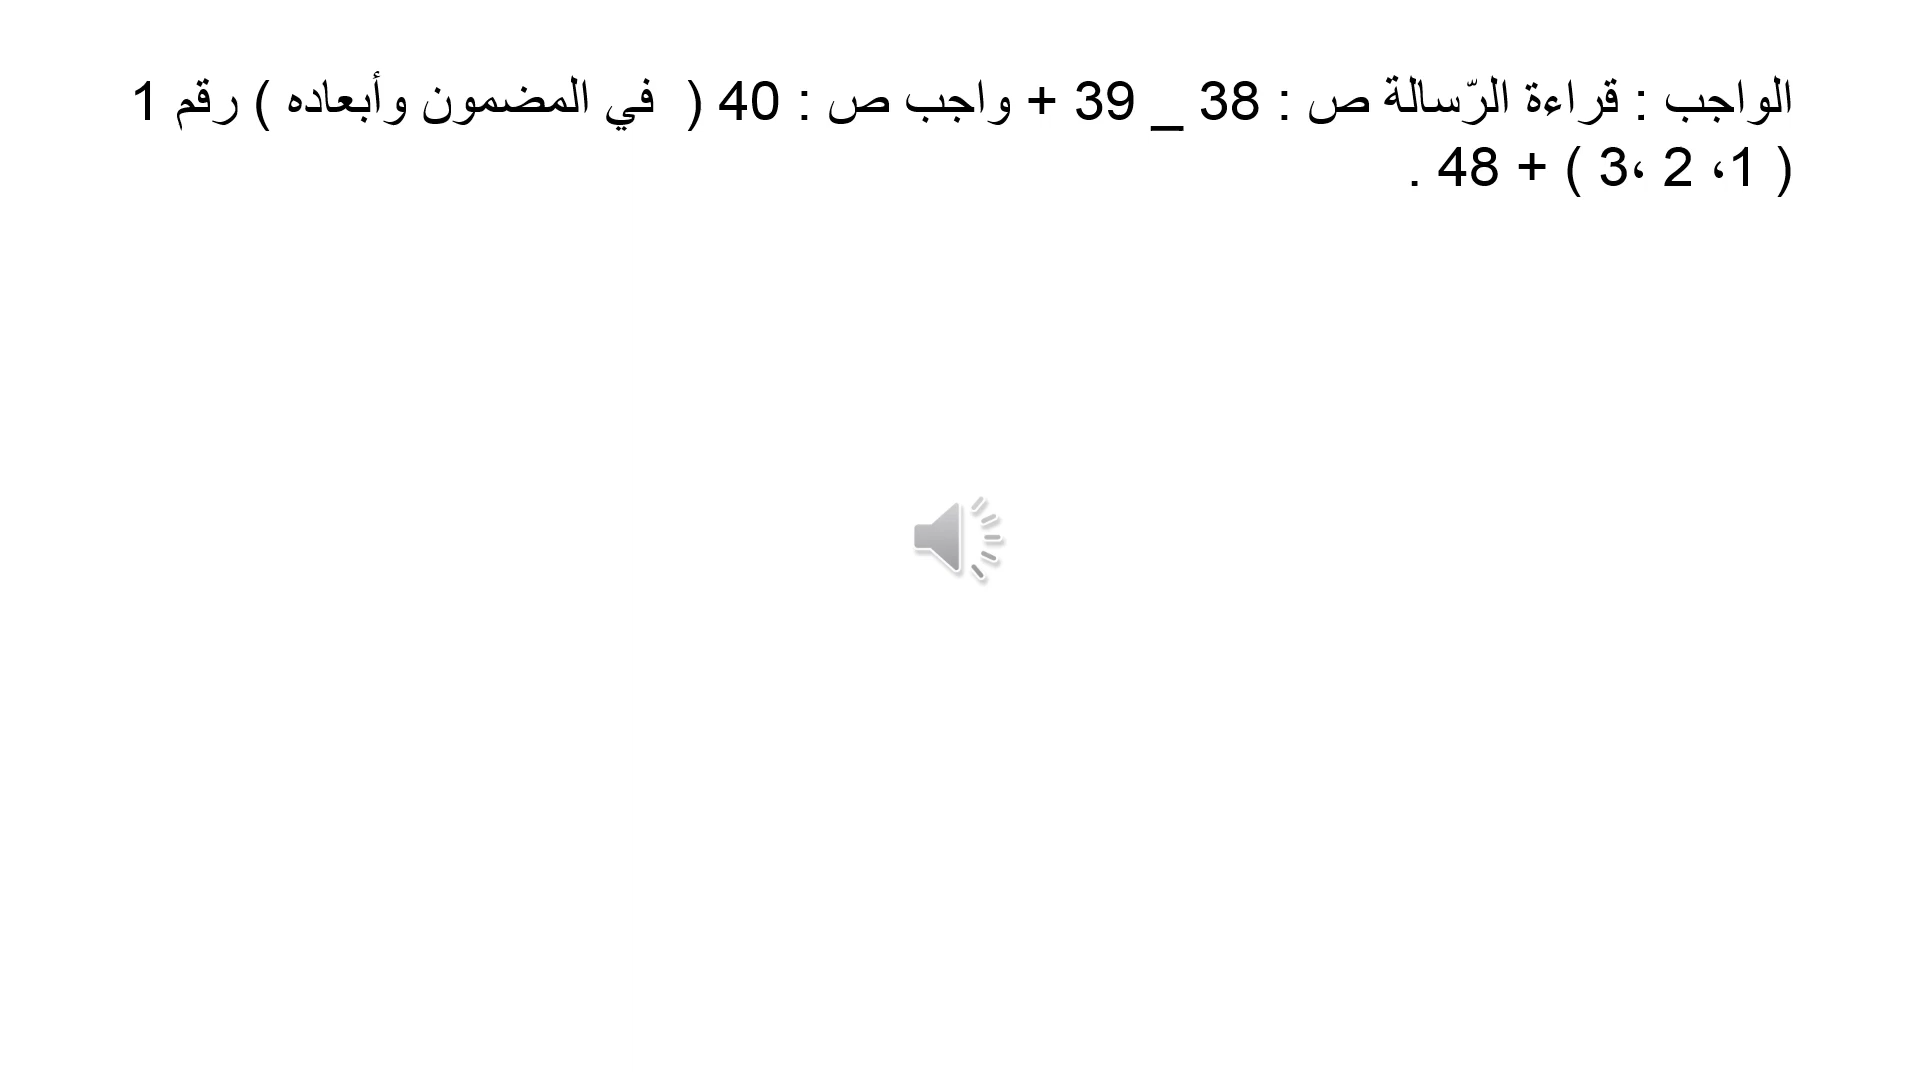 الواجب : قراءة الرّسالة ص : 38 _ 39 + واجب ص : 40 ( في المضمون وأبعاده ) رقم 1
( 1، 2 ،3 ) + 48 .